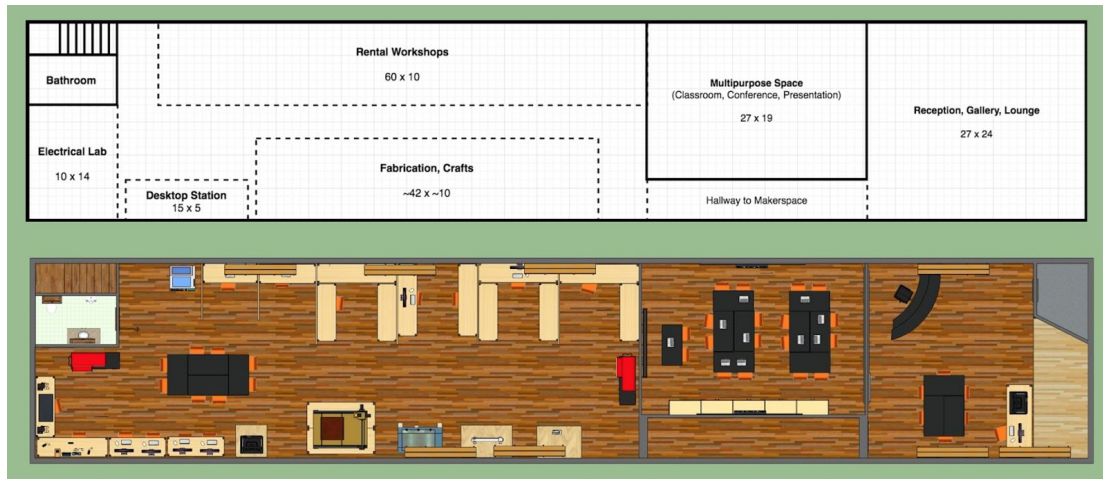 Bathroom
Electrical Lab
10 x 14
Desktop Station
15 x 5
Rental Workshops
60 x 10
Fabrication, Crafts
~42 x ~10
Multipurpose Space
(Classroom, Conference, Presentation)
27 x 19
Hallway to Makerspace
Reception, Gallery, Lounge
27 x 24